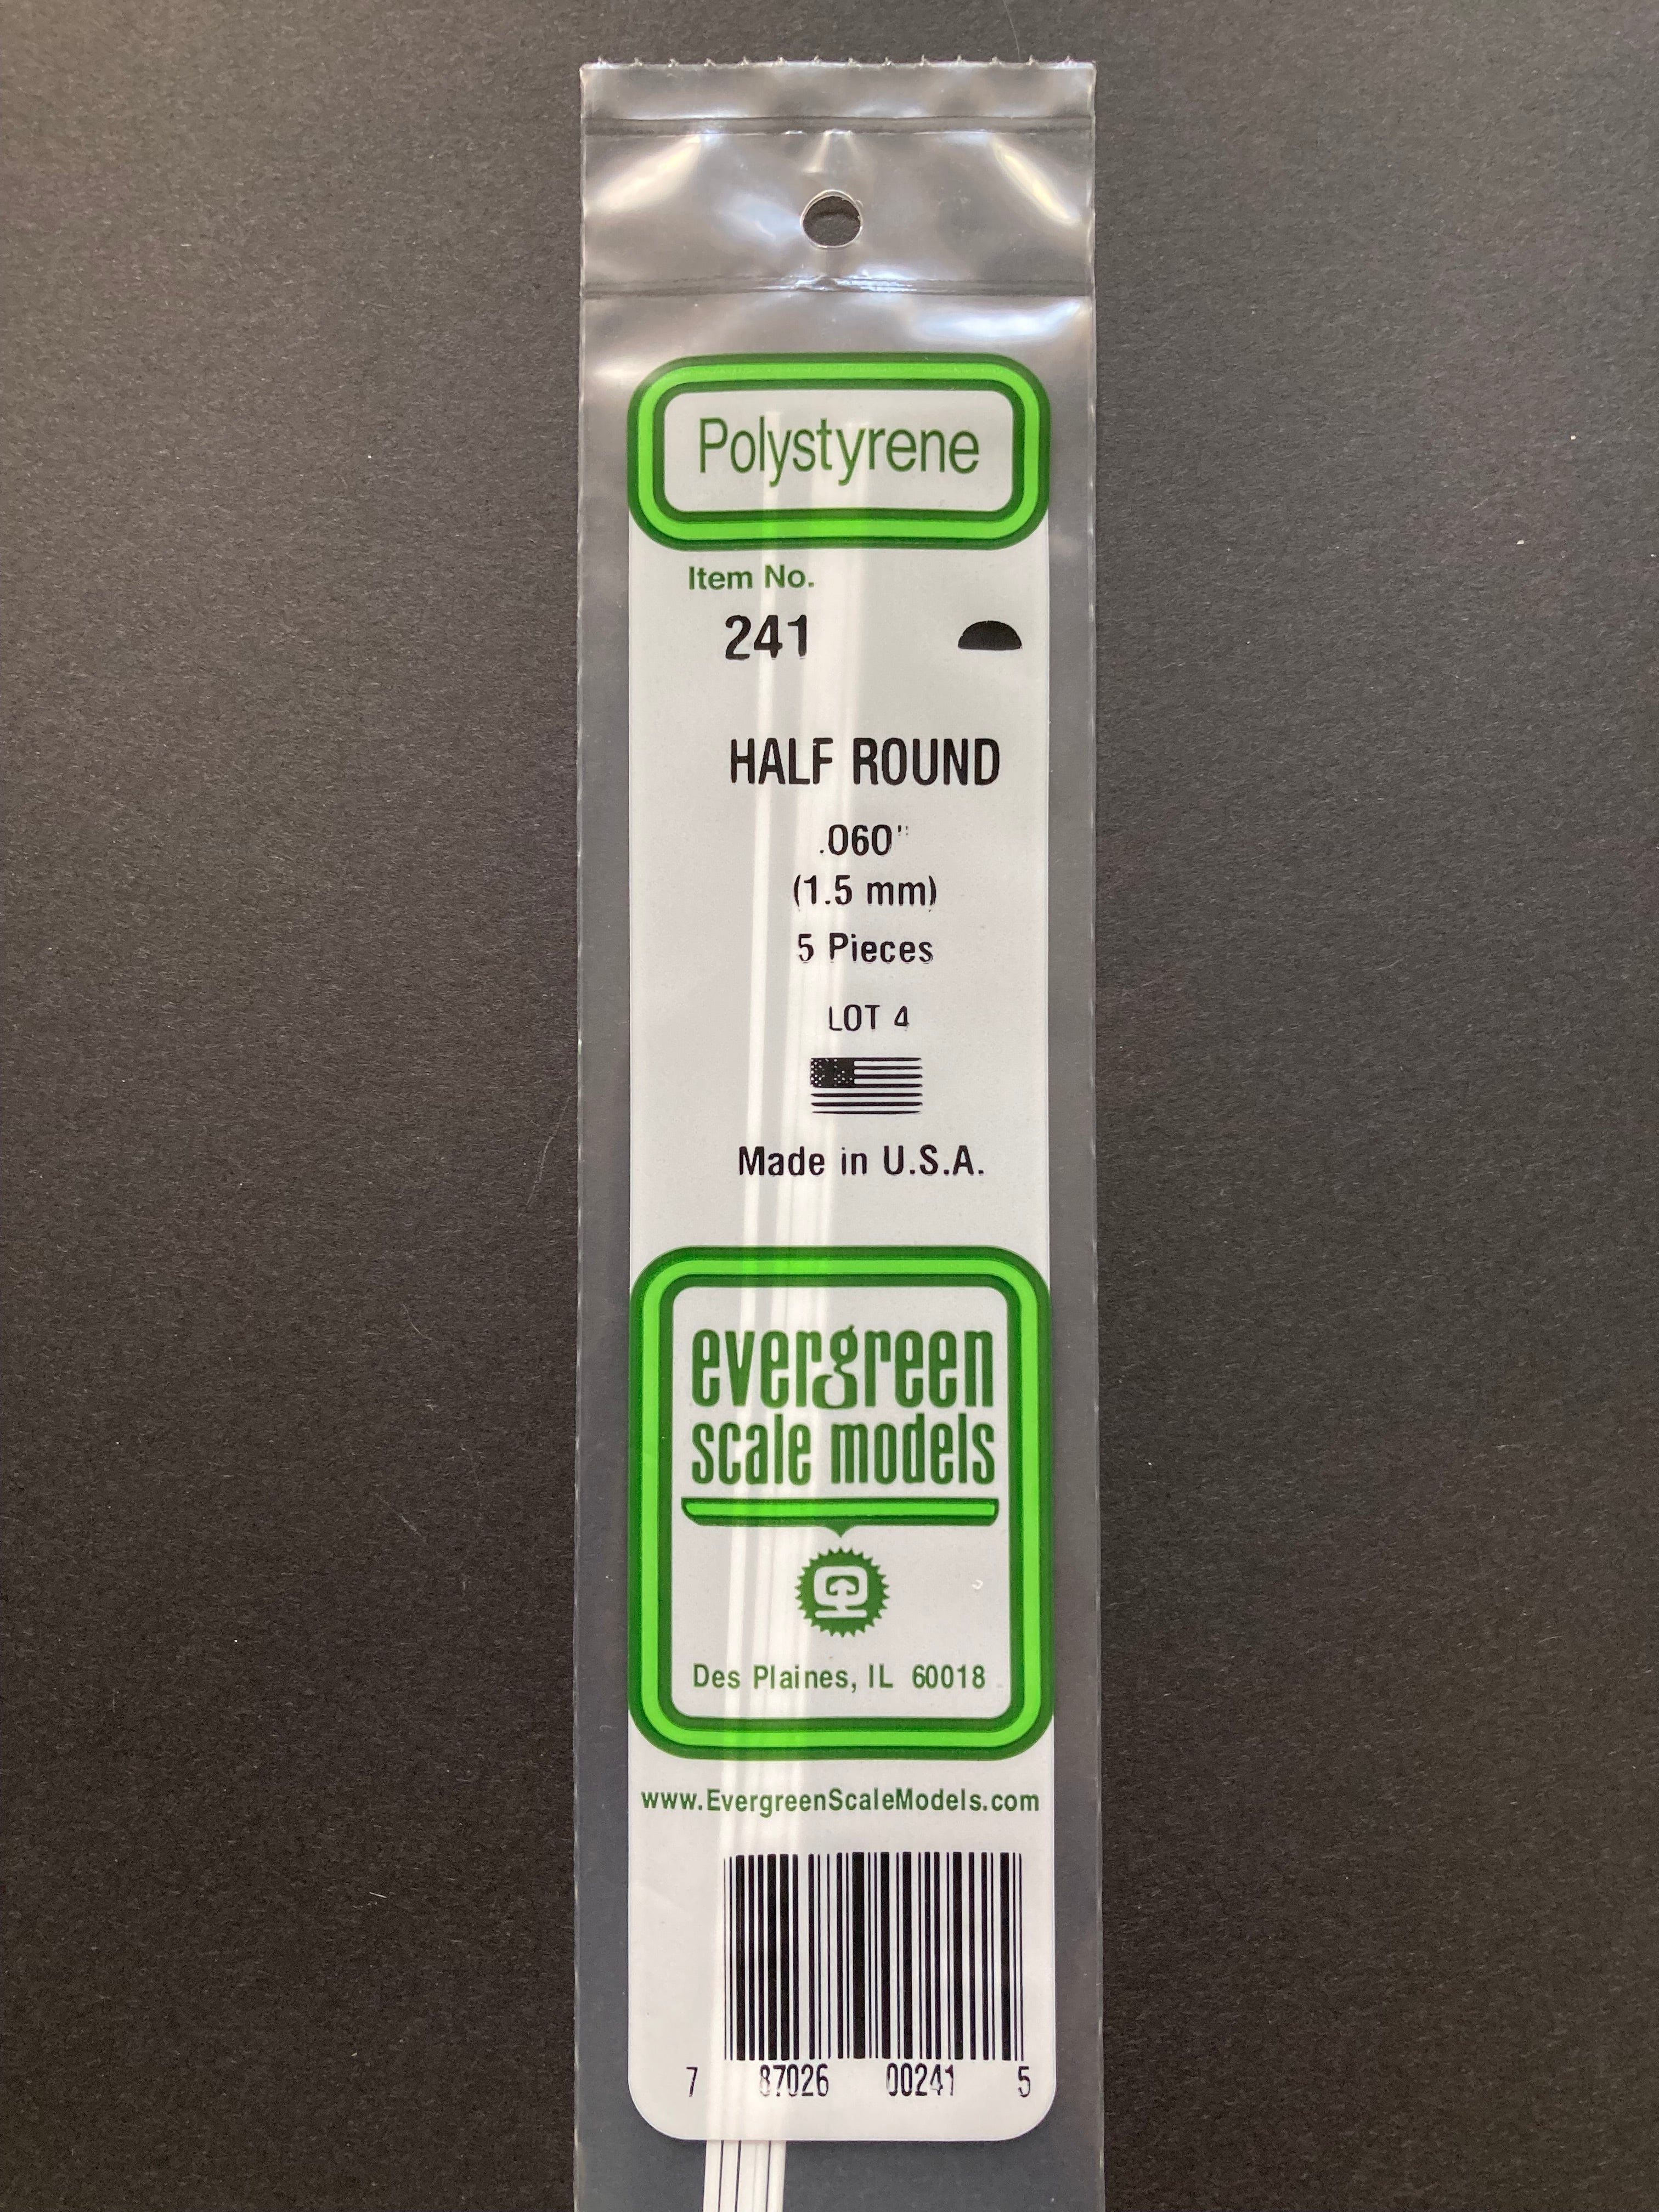 Polystyrene
Item No.
241
HALF ROUND
.060"
(1.5 mm)
5 Pieces
LOT 4
Made in U.S.A.
evergreen
scale models
Des Plaines, IL 60018
www.EvergreenScaleModels.com
7 87026 00241 5